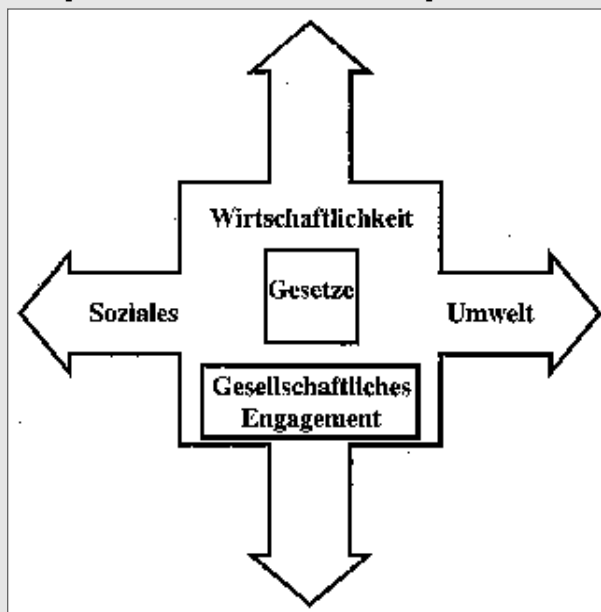 Wirtschaftlichkeit
Gesetze
Soziales
Umwelt
Gesellschaftliches
Engagement